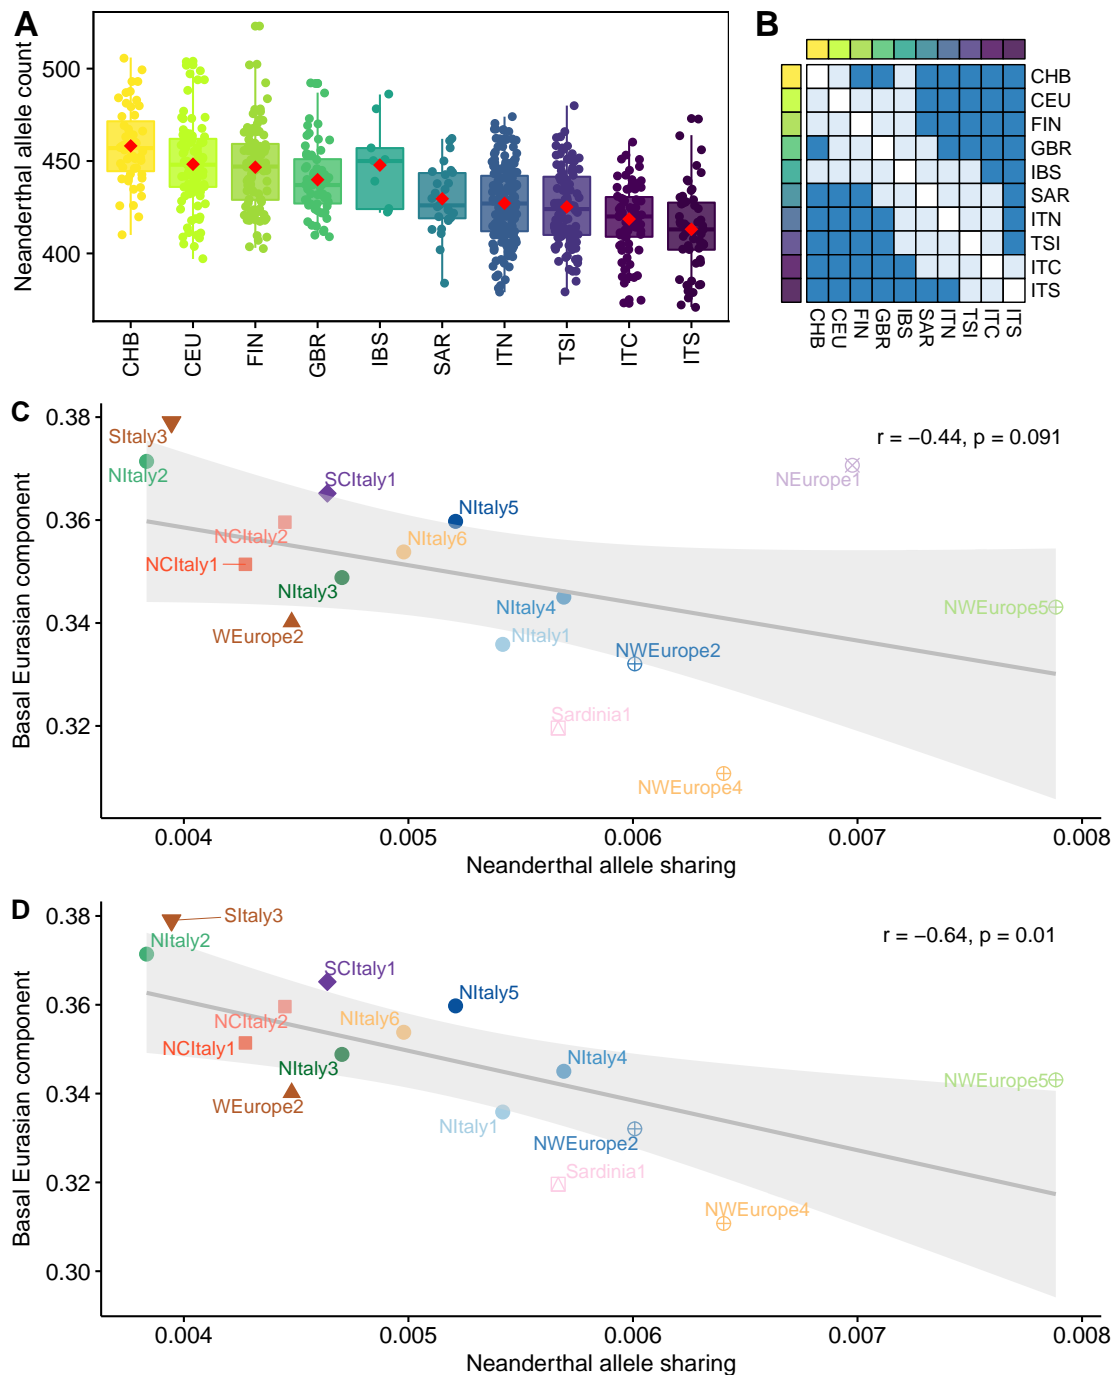 A
Neanderthal allele count
500
450
400
CHB
CEU
FIN
GBR
IBS
SAR
ITN
TSI
ITC
ITS
B
CHB
CEU
FIN
GBR
IBS
SAR
ITN
TSI
ITC
ITS
CHB
CEU
FIN
GBR
IBS
SAR
ITN
TSI
ITC
ITS
C
Basal Eurasian component
0.38
0.36
0.34
0.32
r = −0.44, p = 0.091
SItaly3
NItaly2
SCItaly1
NEurope1
NItaly5
NCItaly2
NItaly6
NCItaly1
NItaly3
NItaly4
NWEurope5
WEurope2
NItaly1
NWEurope2
Sardinia1
NWEurope4
0.004
0.005
0.006
0.007
0.008
Neanderthal allele sharing
D
Basal Eurasian component
0.38
0.36
0.34
0.32
0.30
r = −0.64, p = 0.01
SItaly3
NItaly2
SCItaly1
NItaly5
NCItaly2
NItaly6
NCItaly1
NItaly3
NItaly4
NWEurope5
WEurope2
NItaly1
NWEurope2
Sardinia1
NWEurope4
0.004
0.005
0.006
0.007
0.008
Neanderthal allele sharing